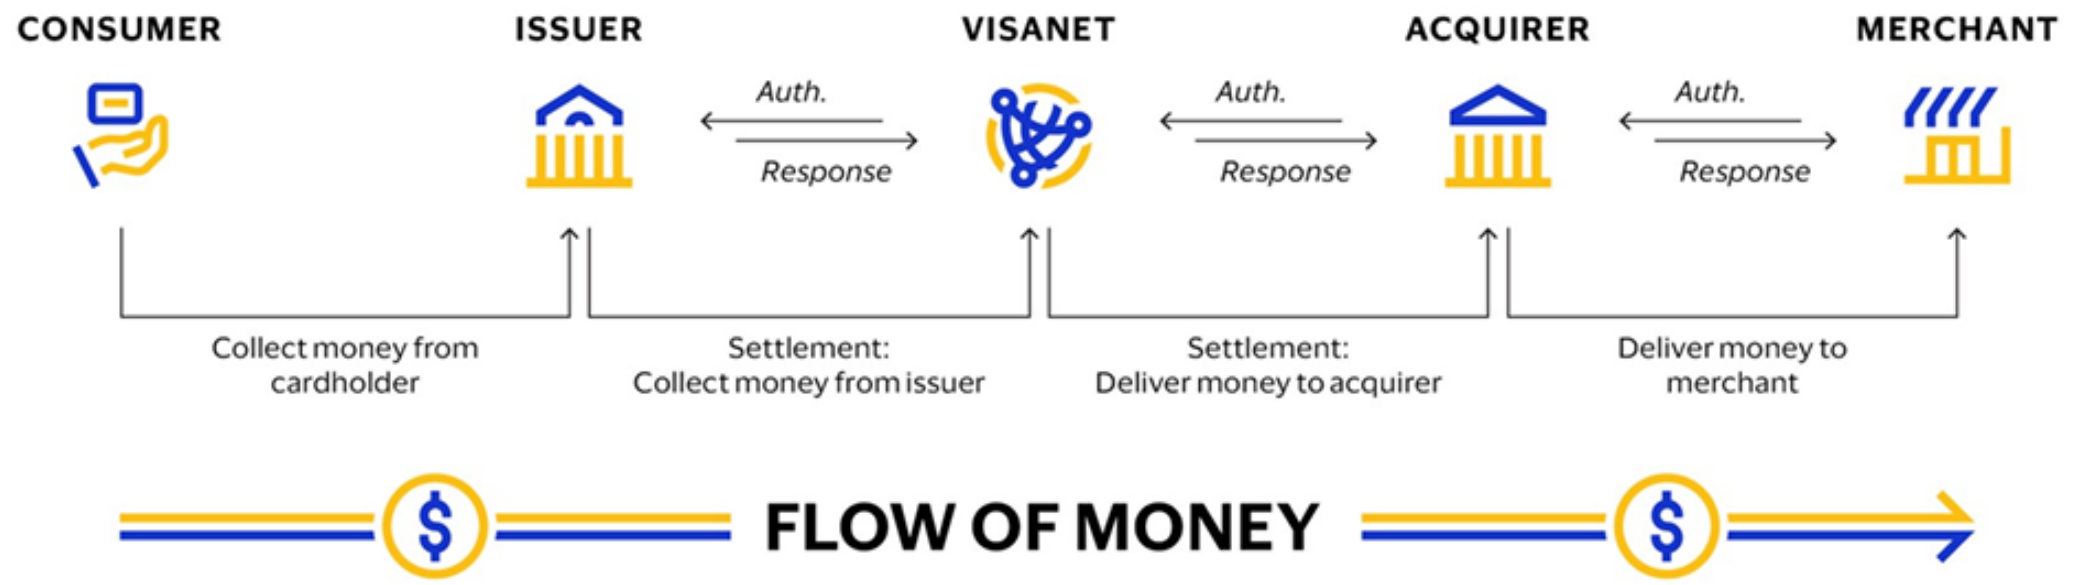 CONSUMER
ISSUER
VISANET
ACQUIRER
MERCHANT
Auth.
Response
Auth.
Response
Auth.
Response
Collect money from
cardholder
Settlement:
Collect money from issuer
Settlement:
Deliver money to acquirer
Deliver money to
merchant
$
FLOW OF MONEY
$